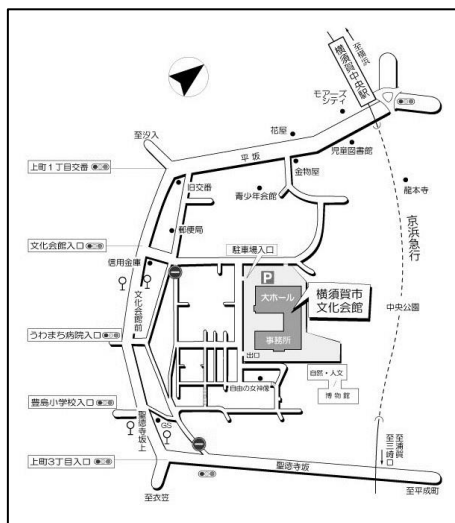 至横浜
横須賀中央駅
モアーズ
シティ
花屋
至汐入
児童図書館
平坂
金物屋
上町1丁目交番
旧交番
青少年会館
龍本寺
郵便局
京浜急行
文化会館入口
駐車場入口
信用金庫
P
大ホール
横須賀市
文化会館
文化会館前
中央公園
うわまち病院入口
事務所
出口
自然・人文
博物館
自由の女神像
豊島小学校入口
聖徳寺坂上
GS
上町3丁目入口
聖徳寺坂
至浦賀
至三崎口
至衣笠
至平成町